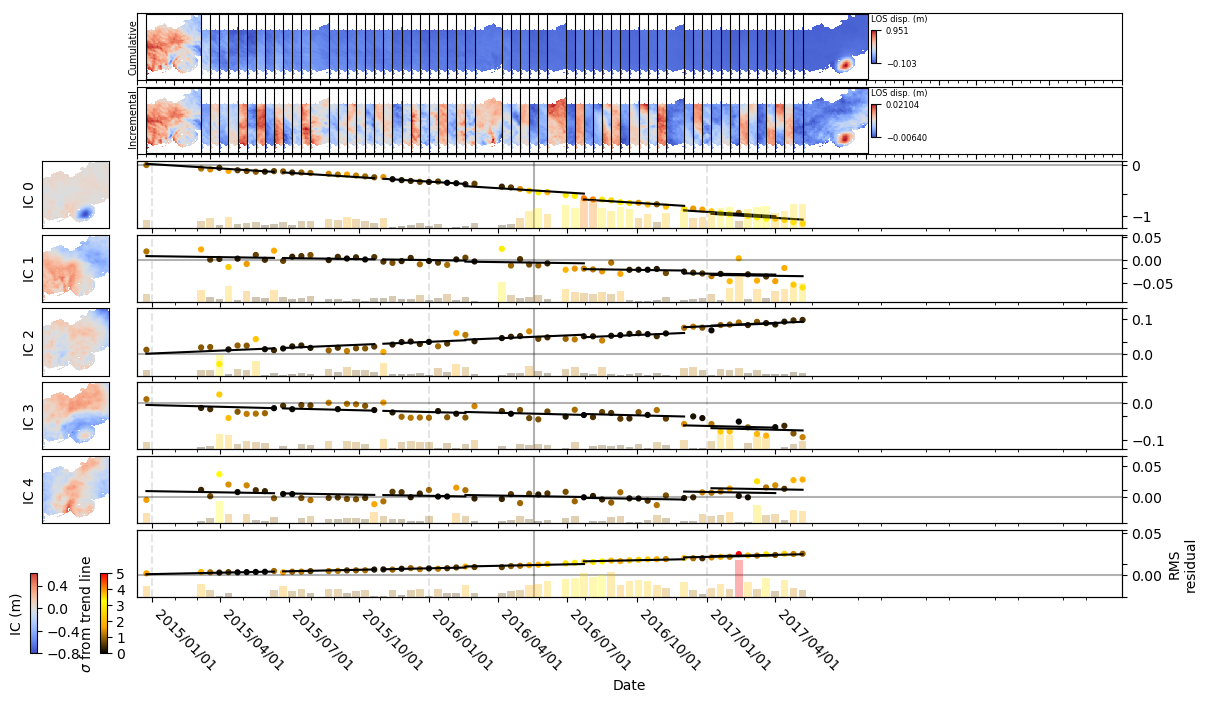 Cumulative
LOS disp. (m)
0.951
−0.103
Incremental
LOS disp. (m)
0.02104
−0.00640
IC 0
0
−1
IC 1
0.05
0.00
−0.05
IC 2
0.1
0.0
IC 3
0.0
−0.1
IC 4
0.05
0.00
0.05
0.00
RMS
residual
IC (m)
0.4
0.0
−0.4
−0.8
σ from trend line
5
4
3
2
1
0
2015/01/01
2015/04/01
2015/07/01
2015/10/01
2016/01/01
2016/04/01
2016/07/01
2016/10/01
2017/01/01
2017/04/01
Date